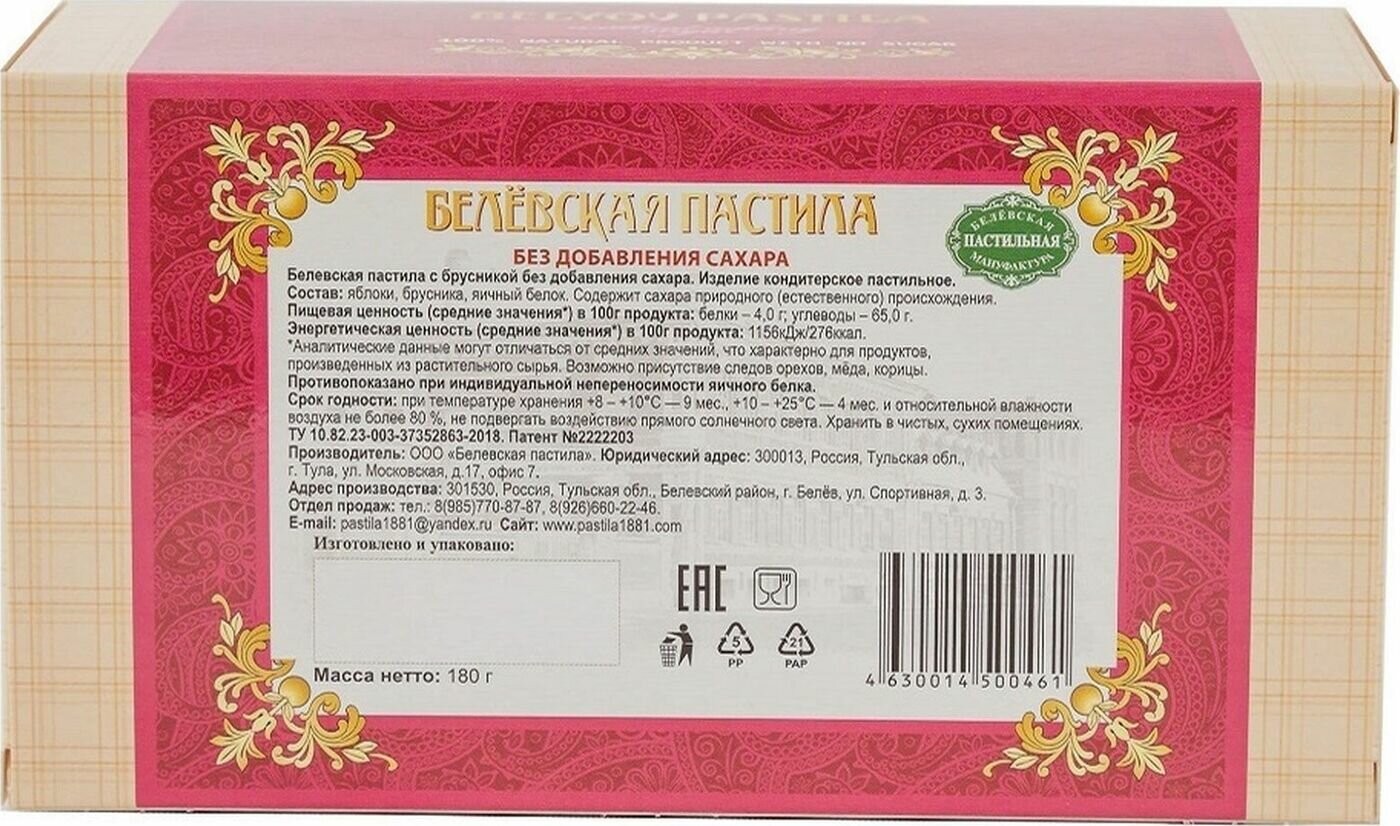 BELYOV PASTILA
100% NATURAL PRODUCT WITH NO SUGAR
БЕЛЁВСКАЯ ПАСТИЛА
БЕЛЁВСКАЯ
ПАСТИЛЬНАЯ
МАНУФАКТУРА
БЕЗ ДОБАВЛЕНИЯ САХАРА
Белевская пастила с брусникой без добавления сахара. Изделие кондитерское пастильное.
Состав: яблоки, брусника, яичный белок. Содержит сахара природного (естественного) происхождения.
Пищевая ценность (средние значения*) в 100г продукта: белки – 4,0 г; углеводы – 65,0 г.
Энергетическая ценность (средние значения*) в 100г продукта: 1156кДж/276ккал.
*Аналитические данные могут отличаться от средних значений, что характерно для продуктов,
произведенных из растительного сырья. Возможно присутствие следов орехов, мёда, корицы.
Противопоказано при индивидуальной непереносимости яичного белка.
Срок годности: при температуре хранения +8 – +10°С — 9 мес., +10 – +25°С — 4 мес. и относительной влажности
воздуха не более 80 %, не подвергать воздействию прямого солнечного света. Хранить в чистых, сухих помещениях.
ТУ 10.82.23-003-37352863-2018. Патент №2222203
Производитель: ООО «Белевская пастила». Юридический адрес: 300013, Россия, Тульская обл.,
г. Тула, ул. Московская, д.17, офис 7.
Адрес производства: 301530, Россия, Тульская обл., Белевский район, г. Белёв, ул. Спортивная, д. 3.
Отдел продаж: тел.: 8(985)770-87-87, 8(926)660-22-46.
E-mail: pastila1881@yandex.ru Сайт: www.pastila1881.com
Изготовлено и упаковано:
EAC
5
PP
21
PAP
Масса нетто: 180 г
4 630014 500461